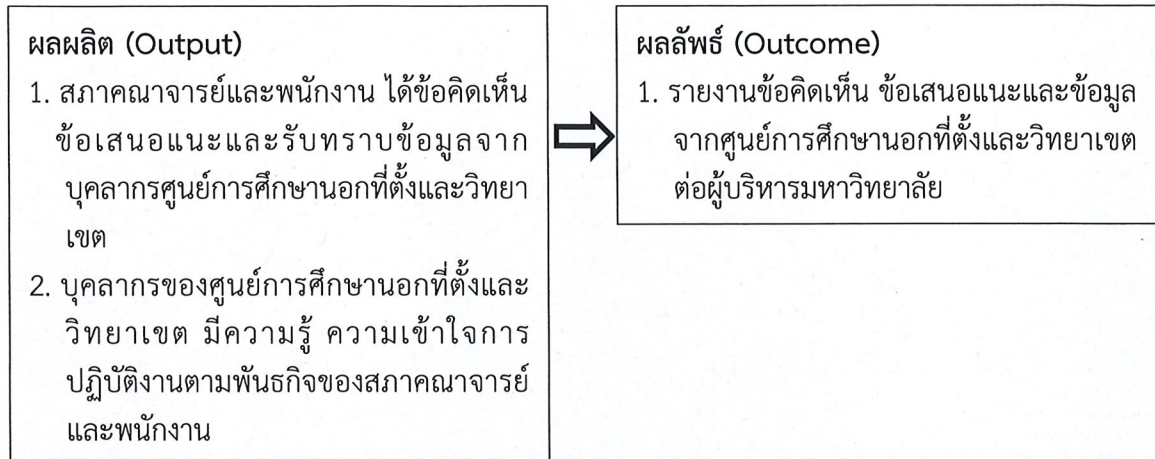 ผลผลิต (Output)
1. สภาคณาจารย์และพนักงาน ได้ข้อคิดเห็น
ข้อเสนอแนะและรับทราบข้อมูลจาก
บุคลากรศูนย์การศึกษานอกที่ตั้งและวิทยา
เขต
2. บุคลากรของศูนย์การศึกษานอกที่ตั้งและ
วิทยาเขต มีความรู้ ความเข้าใจการ
ปฏิบัติงานตามพันธกิจของสภาคณาจารย์
และพนักงาน
ผลลัพธ์ (Outcome)
1. รายงานข้อคิดเห็น ข้อเสนอแนะและข้อมูล
จากศูนย์การศึกษานอกที่ตั้งและวิทยาเขต
ต่อผู้บริหารมหาวิทยาลัย